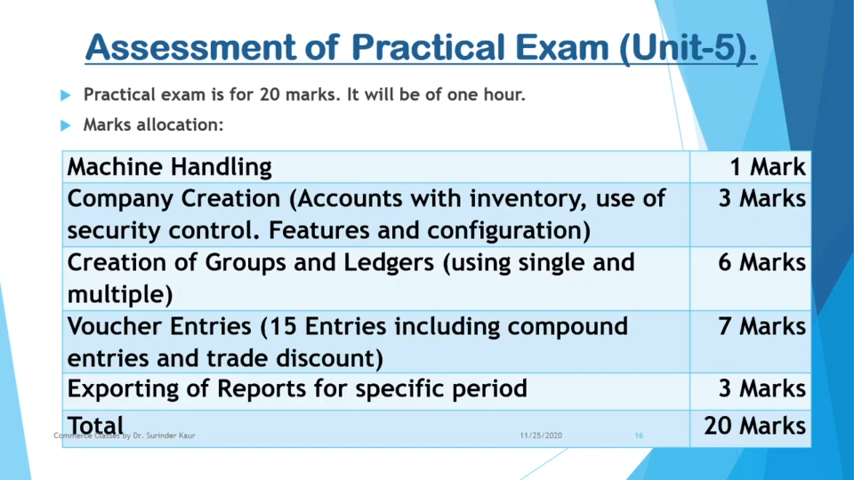 Assessment of Practical Exam (Unit-5).
Practical exam is for 20 marks. It will be of one hour.
Marks allocation:
Machine Handling 1 Mark
Company Creation (Accounts with inventory, use of 3 Marks
security control. Features and configuration)
Creation of Groups and Ledgers (using single and 6 Marks
multiple)
Voucher Entries (15 Entries including compound 7 Marks
entries and trade discount)
Exporting of Reports for specific period 3 Marks
Total 20 Marks
Commerce Classes by Dr. Surinder Kaur 11/25/2020 16